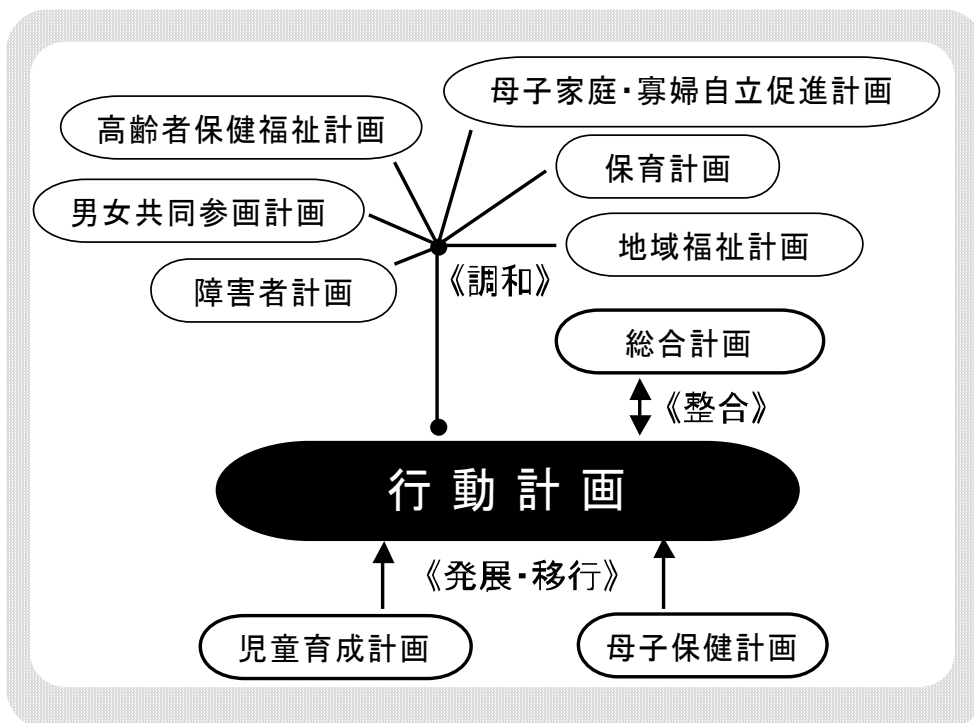 母子家庭・寡婦自立促進計画
高齢者保健福祉計画
保育計画
男女共同参画計画
地域福祉計画
障害者計画
《調和》
総合計画
《整合》
行動計画
《発展・移行》
児童育成計画
母子保健計画